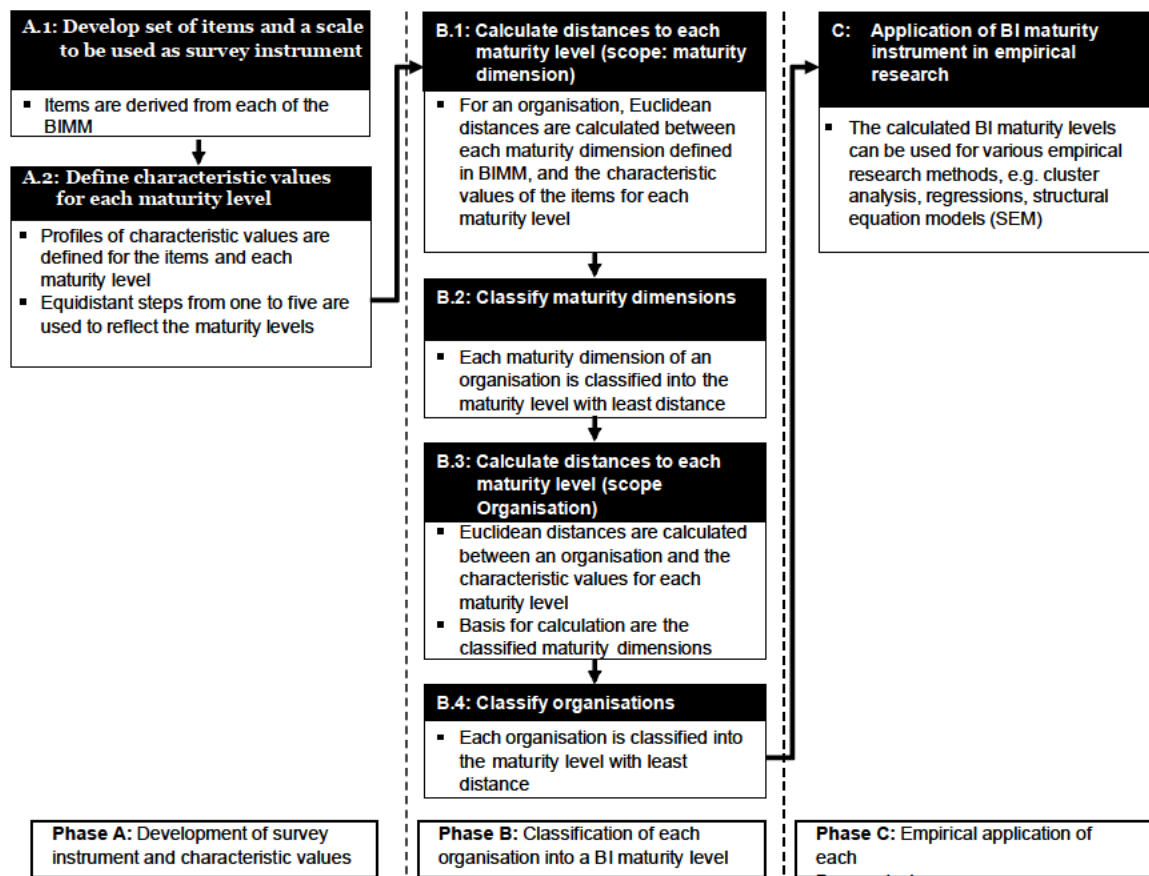 A.1: Develop set of items and a scale
to be used as survey instrument
▪ Items are derived from each of the
BIMM
A.2: Define characteristic values
for each maturity level
▪ Profiles of characteristic values are
defined for the items and each
maturity level
▪ Equidistant steps from one to five are
used to reflect the maturity levels
Phase A: Development of survey
instrument and characteristic values
B.1: Calculate distances to each
maturity level (scope: maturity
dimension)
▪ For an organisation, Euclidean
distances are calculated between
each maturity dimension defined
in BIMM, and the characteristic
values of the items for each
maturity level
B.2: Classify maturity dimensions
▪ Each maturity dimension of an
organisation is classified into the
maturity level with least distance
B.3: Calculate distances to each
maturity level (scope
Organisation)
▪ Euclidean distances are calculated
between an organisation and the
characteristic values for each
maturity level
▪ Basis for calculation are the
classified maturity dimensions
B.4: Classify organisations
▪ Each organisation is classified into
the maturity level with least
distance
Phase B: Classification of each
organisation into a BI maturity level
C: Application of BI maturity
instrument in empirical
research
▪ The calculated BI maturity levels
can be used for various empirical
research methods, e.g. cluster
analysis, regressions, structural
equation models (SEM)
Phase C: Empirical application of
each